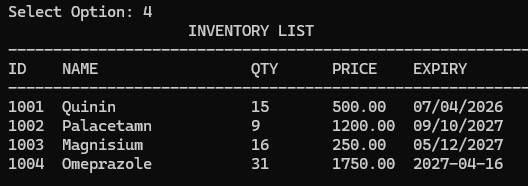 Select Option: 4
INVENTORY LIST
ID NAME QTY PRICE EXPIRY
1001 Quinin 15 500.00 07/04/2026
1002 Palacetamn 9 1200.00 09/10/2027
1003 Magnisium 16 250.00 05/12/2027
1004 Omeprazole 31 1750.00 2027-04-16